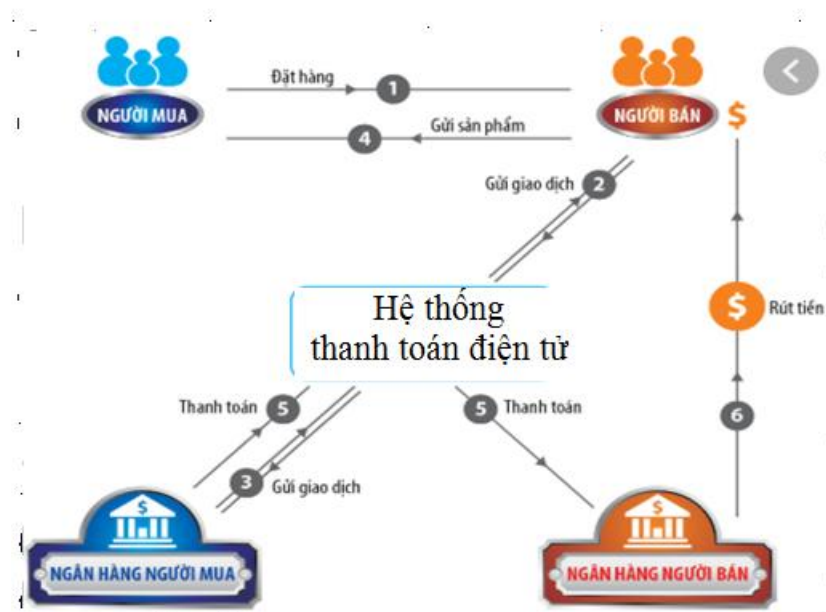 Đặt hàng
1
NGƯỜI MUA
NGƯỜI BÁN
$
4
Gửi sản phẩm
Gửi giao dịch
2
Hệ thống
thanh toán điện tử
$
Rút tiền
Thanh toán
5
5
Thanh toán
6
3
Gửi giao dịch
$
$
NGÂN HÀNG NGƯỜI MUA
NGÂN HÀNG NGƯỜI BÁN